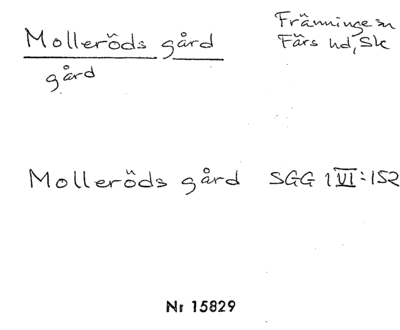 Molleröds gård
gård
Fränninge sn
Färs hd, Sk
Molleröds gård SGG 1 VI:152
Nr 15829